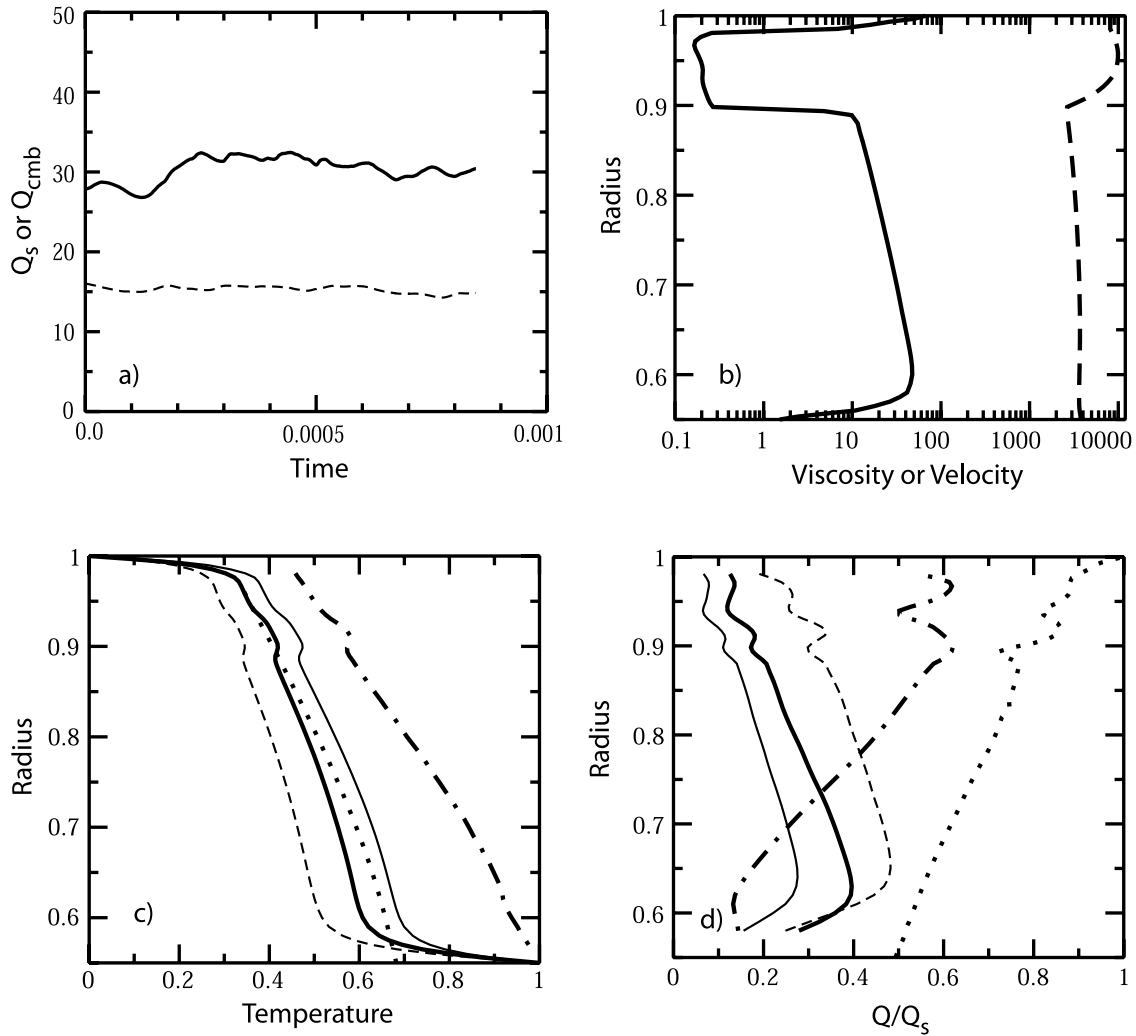 50
40
30
20
10
0
Q_s or Q_cmb
a)
0.0 0.0005 0.001
Time
1
0.9
0.8
0.7
0.6
Radius
b)
0.1 1 10 100 1000 10000
Viscosity or Velocity
1
0.9
0.8
0.7
0.6
Radius
c)
0 0.2 0.4 0.6 0.8 1
Temperature
1
0.9
0.8
0.7
0.6
Radius
d)
0 0.2 0.4 0.6 0.8 1
Q/Q_s